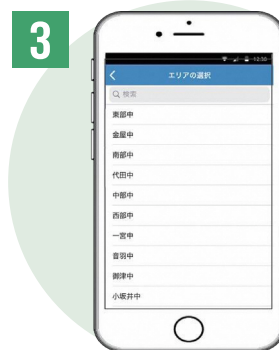 3
12:30
エリアの選択
検索
東部中
金屋中
南部中
代田中
中部中
西部中
一宮中
音羽中
御津中
小坂井中